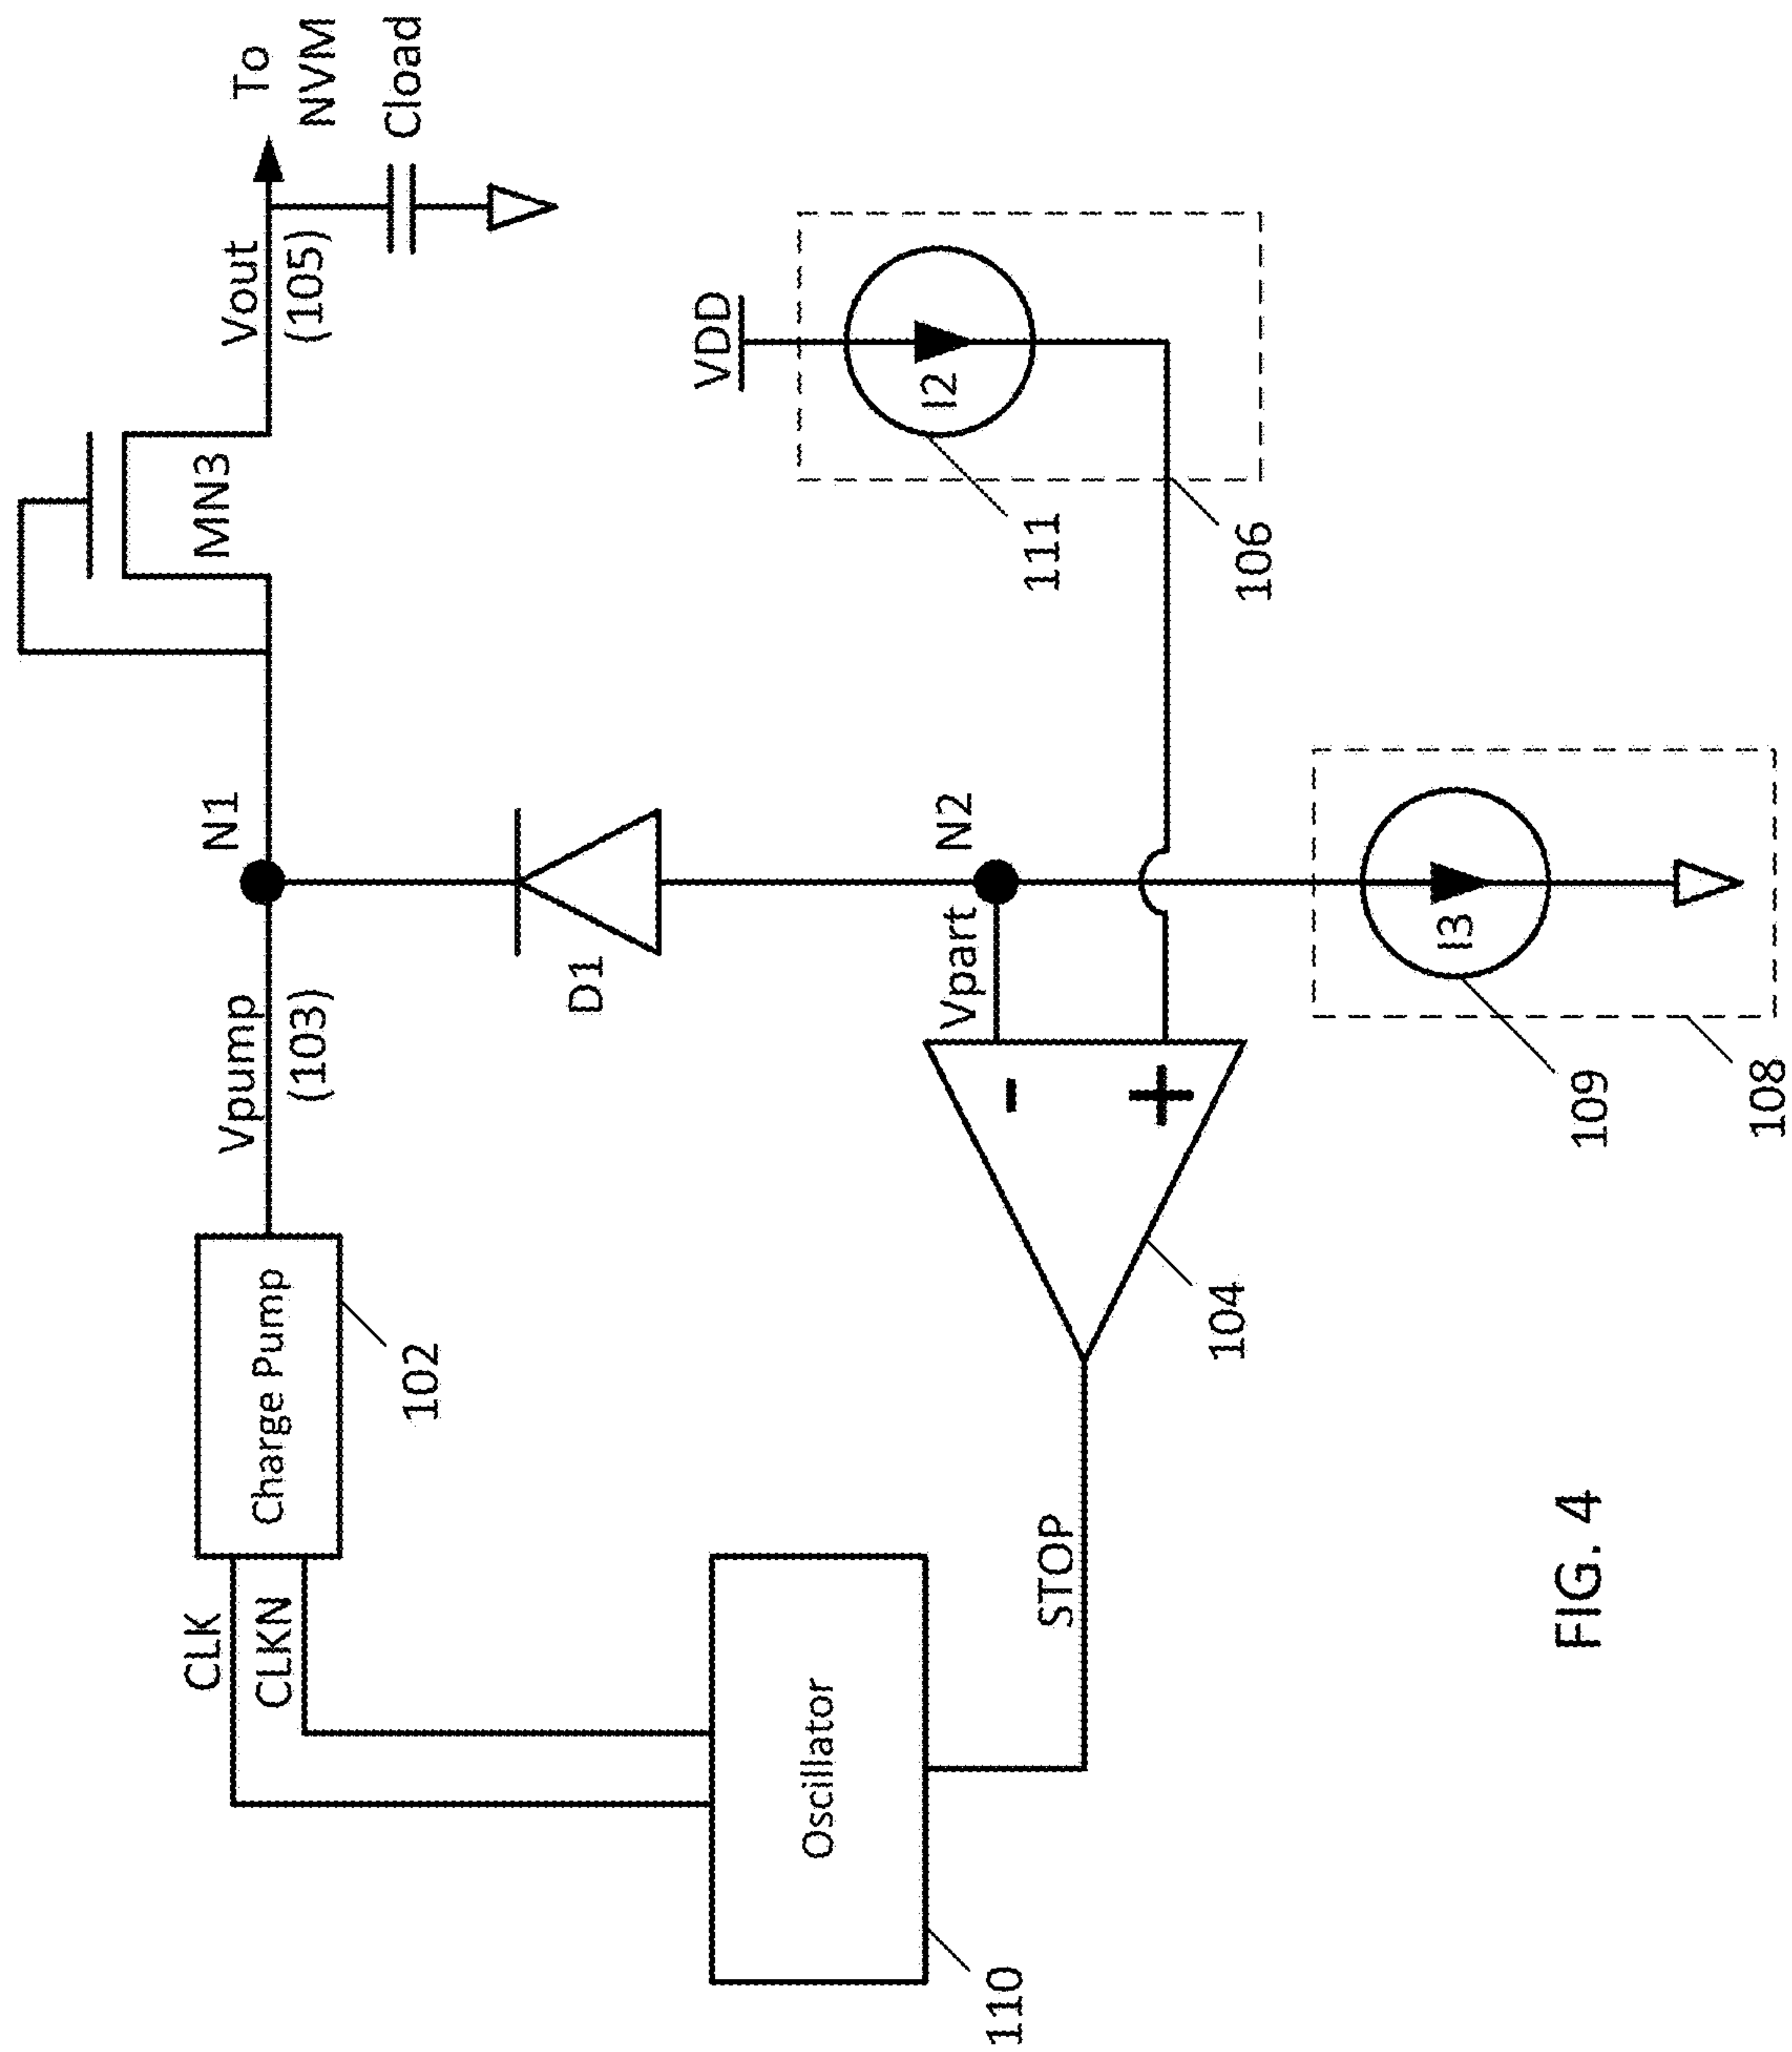 To
NVM
Vout
(105)
Cload
MN3
N1
Vpump
(103)
Charge Pump
102
CLK
CLKN
D1
VDD
I2
111
106
N2
Vpart
-
+
104
I3
109
108
Oscillator
110
STOP
FIG. 4